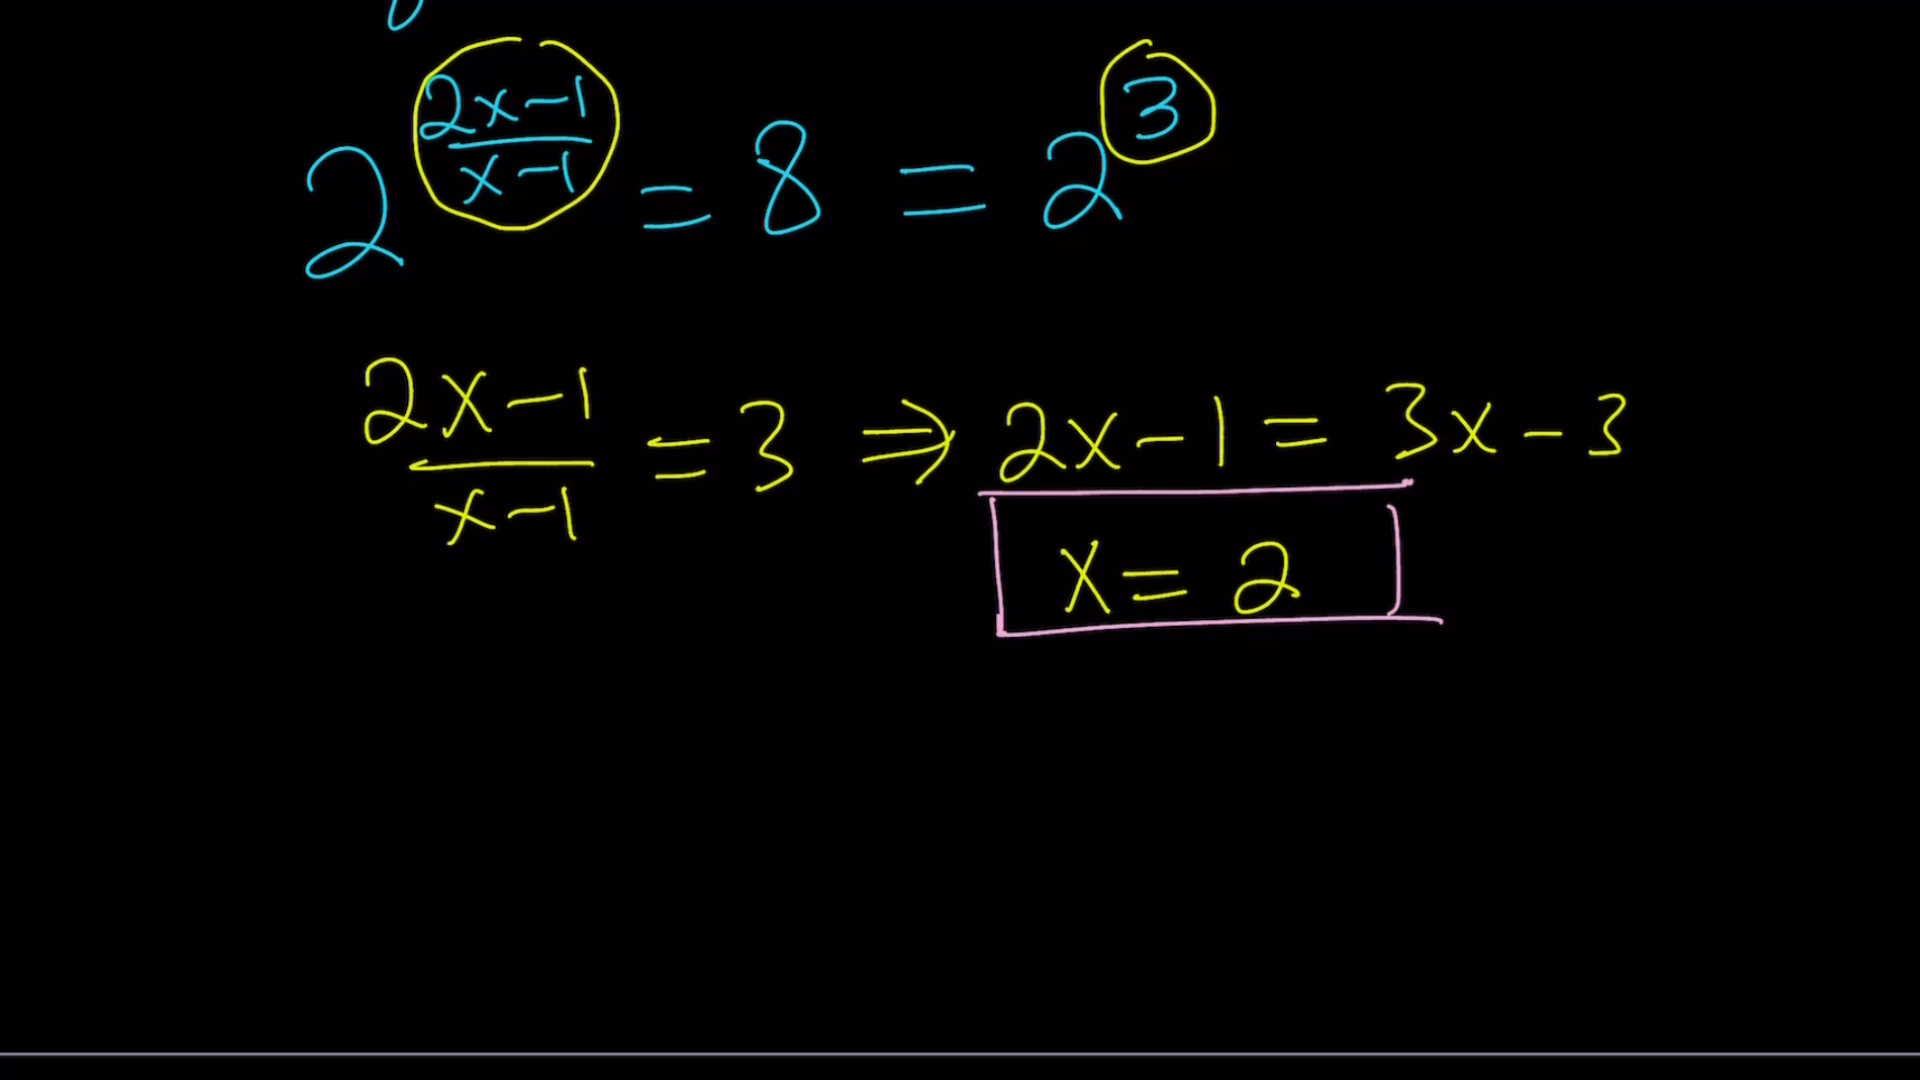 2^((2x-1)/(x-1)) = 8 = 2^3
(2x-1)/(x-1) = 3 ⇒ 2x-1 = 3x-3
x = 2